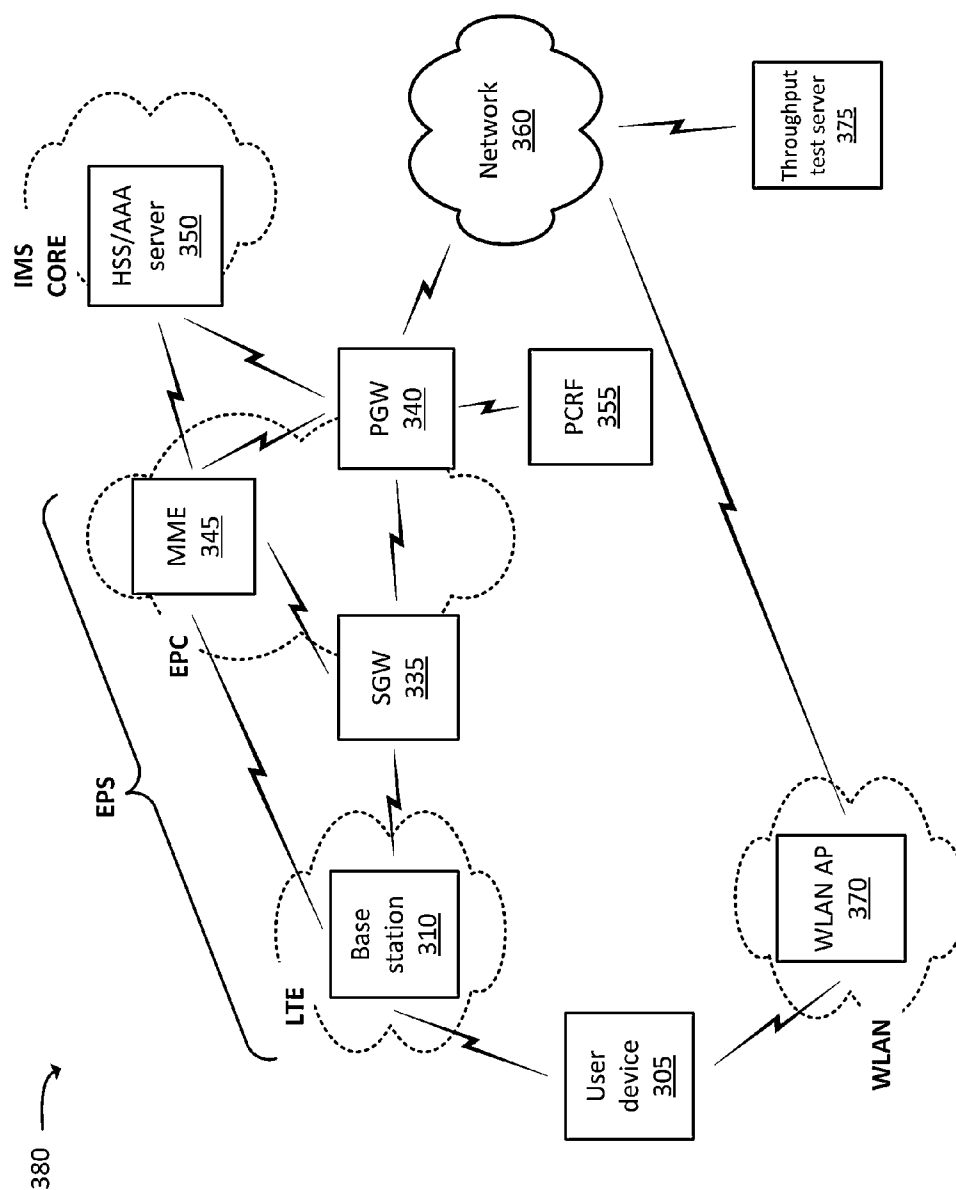 380
EPS
IMS
CORE
HSS/AAA
server
350
EPC
MME
345
LTE
Base
station
310
SGW
335
PGW
340
Network
360
User
device
305
PCRF
355
WLAN AP
370
WLAN
Throughput
test server
375